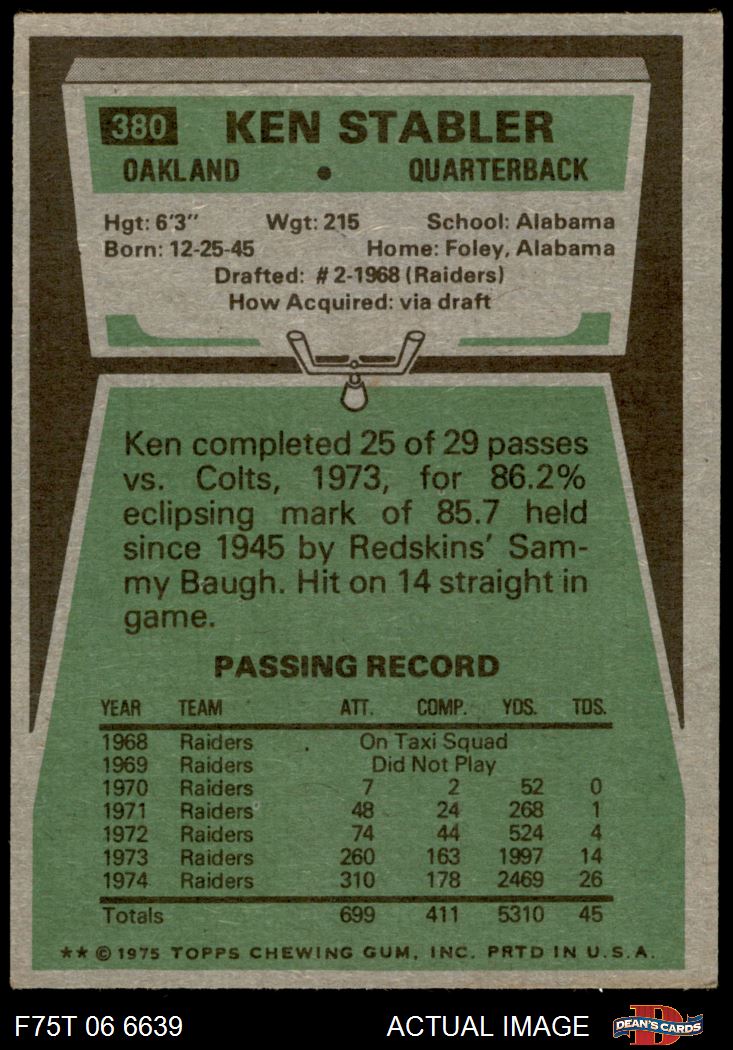 380 KEN STABLER
OAKLAND • QUARTERBACK
Hgt: 6'3" Wgt: 215 School: Alabama
Born: 12-25-45 Home: Foley, Alabama
Drafted: #2-1968 (Raiders)
How Acquired: via draft
Ken completed 25 of 29 passes
vs. Colts, 1973, for 86.2%
eclipsing mark of 85.7 held
since 1945 by Redskins' Sam-
my Baugh. Hit on 14 straight in
game.
PASSING RECORD
YEAR TEAM ATT. COMP. YDS. TDS.
1968 Raiders On Taxi Squad
1969 Raiders Did Not Play
1970 Raiders 7 2 52 0
1971 Raiders 48 24 268 1
1972 Raiders 74 44 524 4
1973 Raiders 260 163 1997 14
1974 Raiders 310 178 2469 26
Totals 699 411 5310 45
** © 1975 TOPPS CHEWING GUM, INC. PRTD IN U.S.A.
F75T 06 6639 ACTUAL IMAGE D DEAN'S CARDS